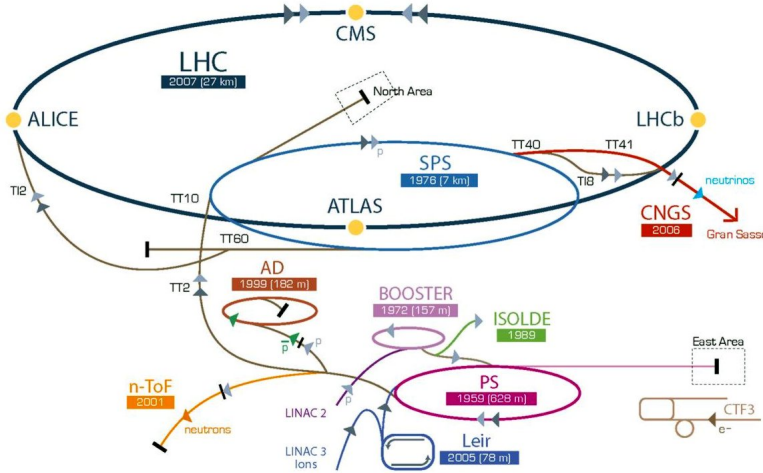 CMS
LHC
2007 (27 km)
North Area
ALICE
LHCb
TT40
TT41
p
SPS
1976 (7 km)
TI2
TT10
TI8
neutrinos
ATLAS
CNGS
2006
Gran Sasso
TT60
AD
1999 (182 m)
TT2
BOOSTER
1972 (157 m)
ISOLDE
1989
East Area
p
p
n-ToF
2001
PS
1959 (628 m)
p
LINAC 2
neutrons
CTF3
e-
LINAC 3
Ions
Leir
2005 (78 m)